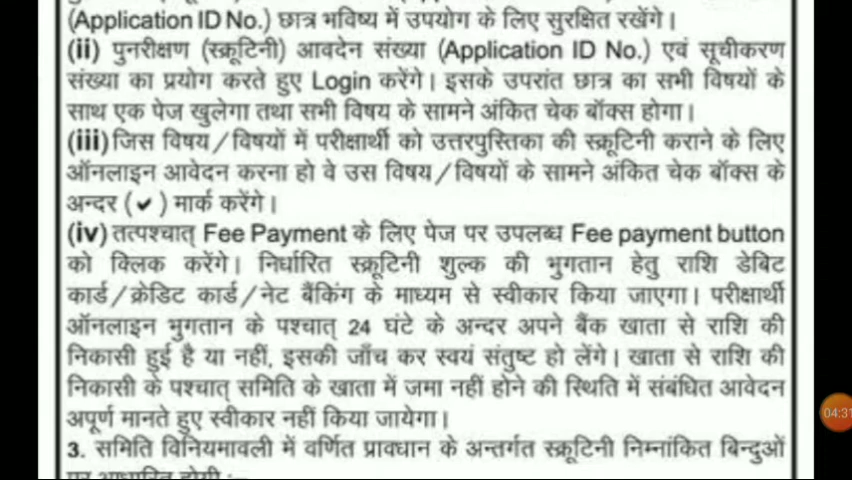 (Application ID No.) छात्र भविष्य में उपयोग के लिए सुरक्षित रखेंगे।
(ii) पुनरीक्षण (स्क्रूटिनी) आवदेन संख्या (Application ID No.) एवं सूचीकरण
संख्या का प्रयोग करते हुए Login करेंगे। इसके उपरांत छात्र का सभी विषयों के
साथ एक पेज खुलेगा तथा सभी विषय के सामने अंकित चेक बॉक्स होगा।
(iii) जिस विषय/विषयों में परीक्षार्थी को उत्तरपुस्तिका की स्क्रूटिनी कराने के लिए
ऑनलाइन आवेदन करना हो वे उस विषय/विषयों के सामने अंकित चेक बॉक्स के
अन्दर (✔) मार्क करेंगे।
(iv) तत्पश्चात् Fee Payment के लिए पेज पर उपलब्ध Fee payment button
को क्लिक करेंगे। निर्धारित स्क्रूटिनी शुल्क की भुगतान हेतु राशि डेबिट
कार्ड/क्रेडिट कार्ड/नेट बैंकिंग के माध्यम से स्वीकार किया जाएगा। परीक्षार्थी
ऑनलाइन भुगतान के पश्चात् 24 घंटे के अन्दर अपने बैंक खाता से राशि की
निकासी हुई है या नहीं, इसकी जाँच कर स्वयं संतुष्ट हो लेंगे। खाता से राशि की
निकासी के पश्चात् समिति के खाता में जमा नहीं होने की स्थिति में संबंधित आवेदन
अपूर्ण मानते हुए स्वीकार नहीं किया जायेगा।
04:31
3. समिति विनियमावली में वर्णित प्रावधान के अन्तर्गत स्क्रूटिनी निम्नांकित बिन्दुओं
पर आधारित होगी :-